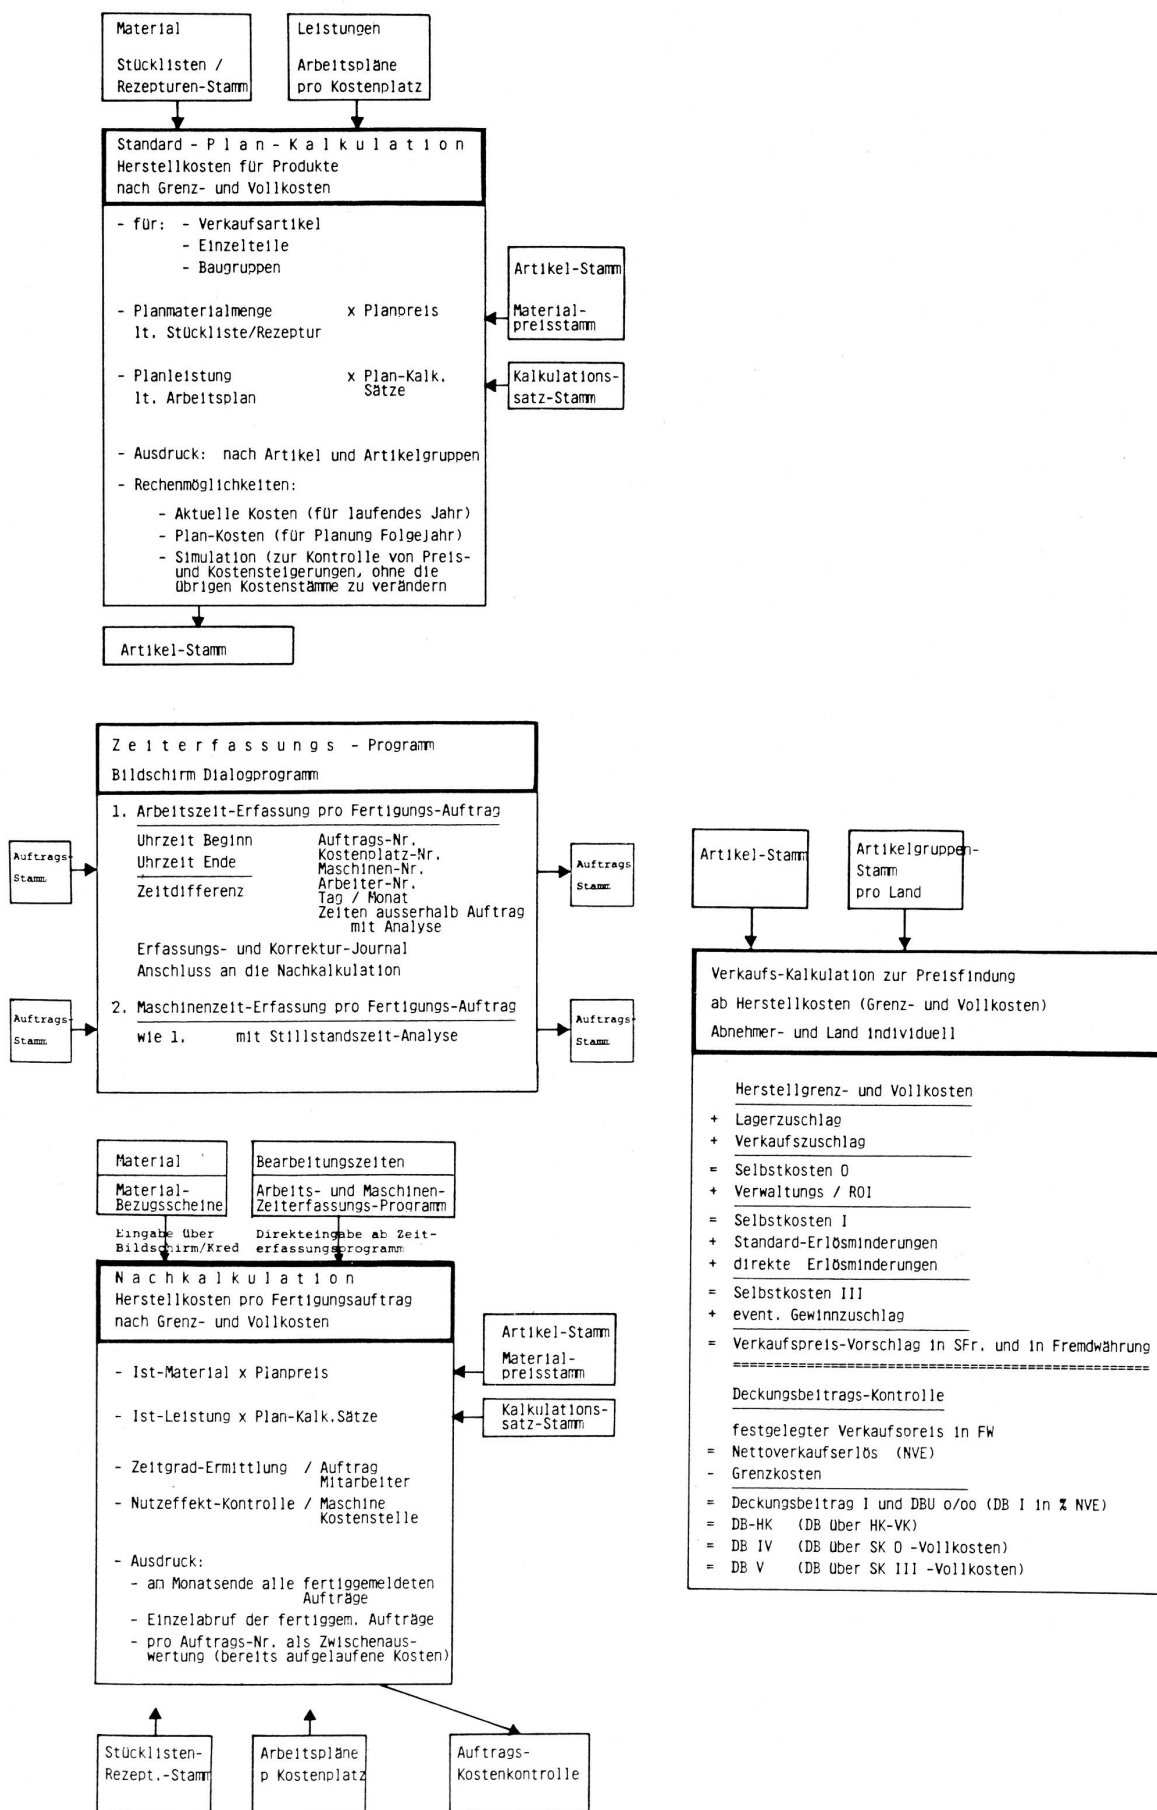 Material
Stücklisten /
Rezepturen-Stamm
Leistungen
Arbeitspläne
pro Kostenplatz
Standard - P l a n - K a l k u l a t i o n
Herstellkosten für Produkte
nach Grenz- und Vollkosten
- für: - Verkaufsartikel
- Einzelteile
- Baugruppen
- Planmaterialmenge x Planpreis
lt. Stückliste/Rezeptur
- Planleistung x Plan-Kalk.
lt. Arbeitsplan Sätze
Artikel-Stamm
Material-
preisstamm
Kalkulations-
satz-Stamm
- Ausdruck: nach Artikel und Artikelgruppen
- Rechenmöglichkeiten:
- Aktuelle Kosten (für laufendes Jahr)
- Plan-Kosten (für Planung Folgejahr)
- Simulation (zur Kontrolle von Preis-
und Kostensteigerungen, ohne die
übrigen Kostenstämme zu verändern
Artikel-Stamm
Z e i t e r f a s s u n g s - Programm
Bildschirm Dialogprogramm
1. Arbeitszeit-Erfassung pro Fertigungs-Auftrag
Uhrzeit Beginn
Uhrzeit Ende
Zeitdifferenz
Auftrags-Nr.
Kostenplatz-Nr.
Maschinen-Nr.
Arbeiter-Nr.
Tag / Monat
Zeiten ausserhalb Auftrag
mit Analyse
Erfassungs- und Korrektur-Journal
Anschluss an die Nachkalkulation
2. Maschinenzeit-Erfassung pro Fertigungs-Auftrag
wie 1. mit Stillstandszeit-Analyse
Auftrags-
Stamm
Auftrags-
Stamm
Auftrags-
Stamm
Auftrags-
Stamm
Material
Material-
Bezugsscheine
Bearbeitungszeiten
Arbeits- und Maschinen-
Zeiterfassungs-Programm
Eingabe über
Bildschirm/Kred
Direkteingabe ab Zeit-
erfassungsprogramm
N a c h k a l k u l a t i o n
Herstellkosten pro Fertigungsauftrag
nach Grenz- und Vollkosten
- Ist-Material x Planpreis
- Ist-Leistung x Plan-Kalk.Sätze
Artikel-Stamm
Material-
preisstamm
Kalkulations-
satz-Stamm
- Zeitgrad-Ermittlung / Auftrag
Mitarbeiter
- Nutzeffekt-Kontrolle / Maschine
Kostenstelle
- Ausdruck:
- am Monatsende alle fertiggemeldeten
Aufträge
- Einzelabruf der fertiggem. Aufträge
- pro Auftrags-Nr. als Zwischenaus-
wertung (bereits aufgelaufene Kosten)
Stücklisten-
Rezept.-Stamm
Arbeitspläne
p Kostenplatz
Auftrags-
Kostenkontrolle
Artikel-Stamm
Artikelgruppen-
Stamm
pro Land
Verkaufs-Kalkulation zur Preisfindung
ab Herstellkosten (Grenz- und Vollkosten)
Abnehmer- und Land individuell
Herstellgrenz- und Vollkosten
+ Lagerzuschlag
+ Verkaufszuschlag
= Selbstkosten 0
+ Verwaltungs / ROI
= Selbstkosten I
+ Standard-Erlösminderungen
+ direkte Erlösminderungen
= Selbstkosten III
+ event. Gewinnzuschlag
= Verkaufspreis-Vorschlag in SFr. und in Fremdwährung
==================================================
Deckungsbeitrags-Kontrolle
festgelegter Verkaufspreis in FW
= Nettoverkaufserlös (NVE)
- Grenzkosten
= Deckungsbeitrag I und DBU o/oo (DB I in % NVE)
= DB-HK (DB über HK-VK)
= DB IV (DB über SK 0 -Vollkosten)
= DB V (DB über SK III -Vollkosten)